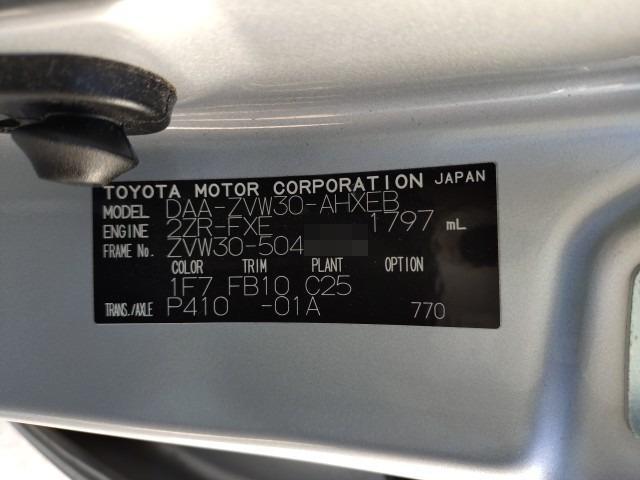 TOYOTA MOTOR CORPORATION JAPAN
MODEL DAA-ZVW30-AHXEB
ENGINE 2ZR-FXE 1797 mL
FRAME No. ZVW30-504
COLOR TRIM PLANT OPTION
1F7 FB10 C25
TRANS./AXLE P410 -01A 770